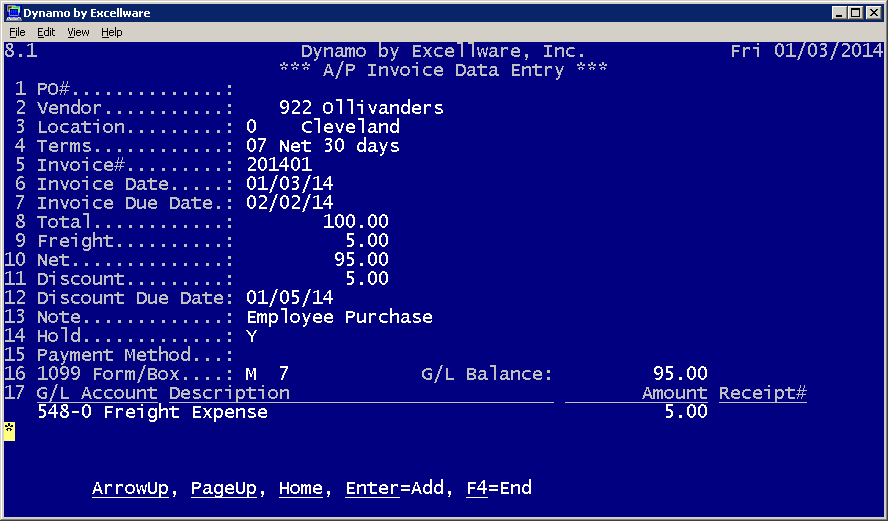 Dynamo by Excellware
File Edit View Help
8.1 Dynamo by Excellware, Inc. Fri 01/03/2014
*** A/P Invoice Data Entry ***
1 PO#..............:
2 Vendor...........: 922 Ollivanders
3 Location.........: 0 Cleveland
4 Terms............: 07 Net 30 days
5 Invoice#.........: 201401
6 Invoice Date.....: 01/03/14
7 Invoice Due Date.: 02/02/14
8 Total............: 100.00
9 Freight..........: 5.00
10 Net..............: 95.00
11 Discount.........: 5.00
12 Discount Due Date: 01/05/14
13 Note.............: Employee Purchase
14 Hold.............: Y
15 Payment Method...:
16 1099 Form/Box....: M 7 G/L Balance: 95.00
17 G/L Account Description Amount Receipt#
548-0 Freight Expense 5.00
*
ArrowUp, PageUp, Home, Enter=Add, F4=End